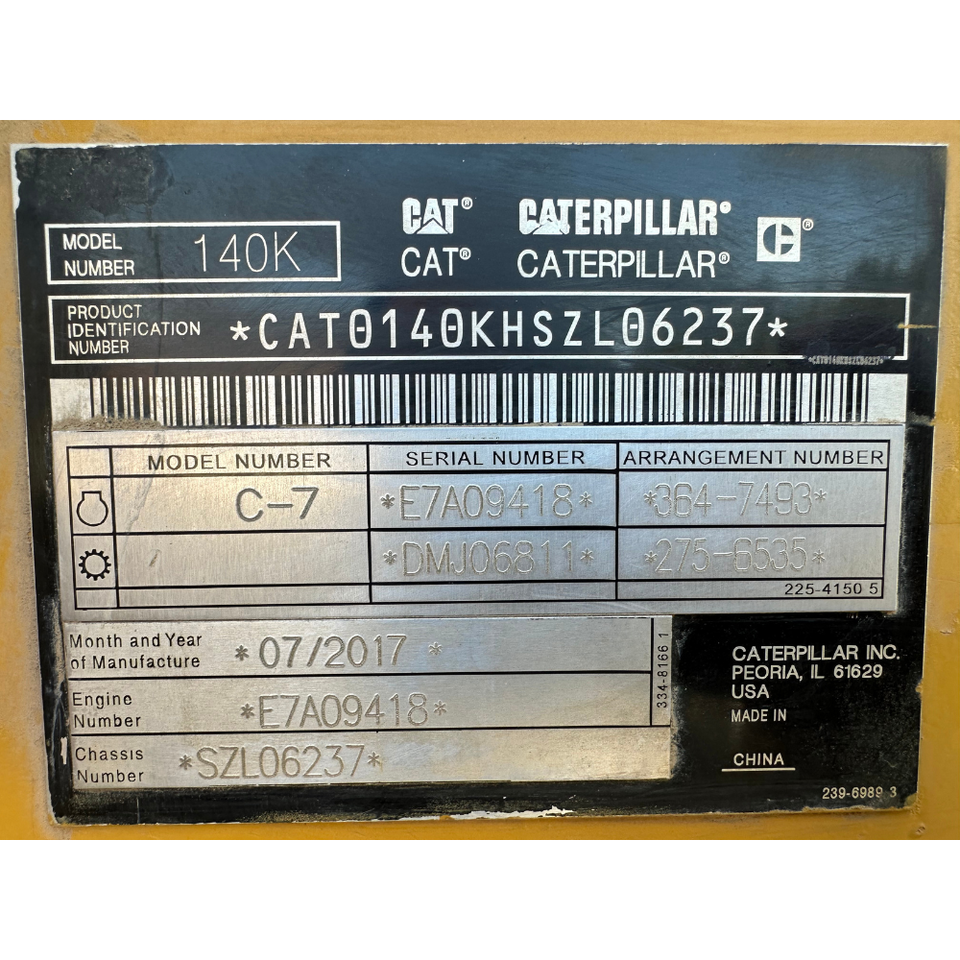 CAT® CATERPILLAR®
MODEL NUMBER 140K
CAT® CATERPILLAR®
PRODUCT IDENTIFICATION NUMBER *CAT0140KHSZL06237*
*CAT0140KHSZL06237*
MODEL NUMBER SERIAL NUMBER ARRANGEMENT NUMBER
C-7 *E7A09418* *364-7493*
*DMJ06811* *275-6535*
225-4150 5
Month and Year of Manufacture * 07/2017 *
334-8166 1
Engine Number *E7A09418*
Chassis Number *SZL06237*
CATERPILLAR INC.
PEORIA, IL 61629
USA
MADE IN
CHINA
239-6989 3